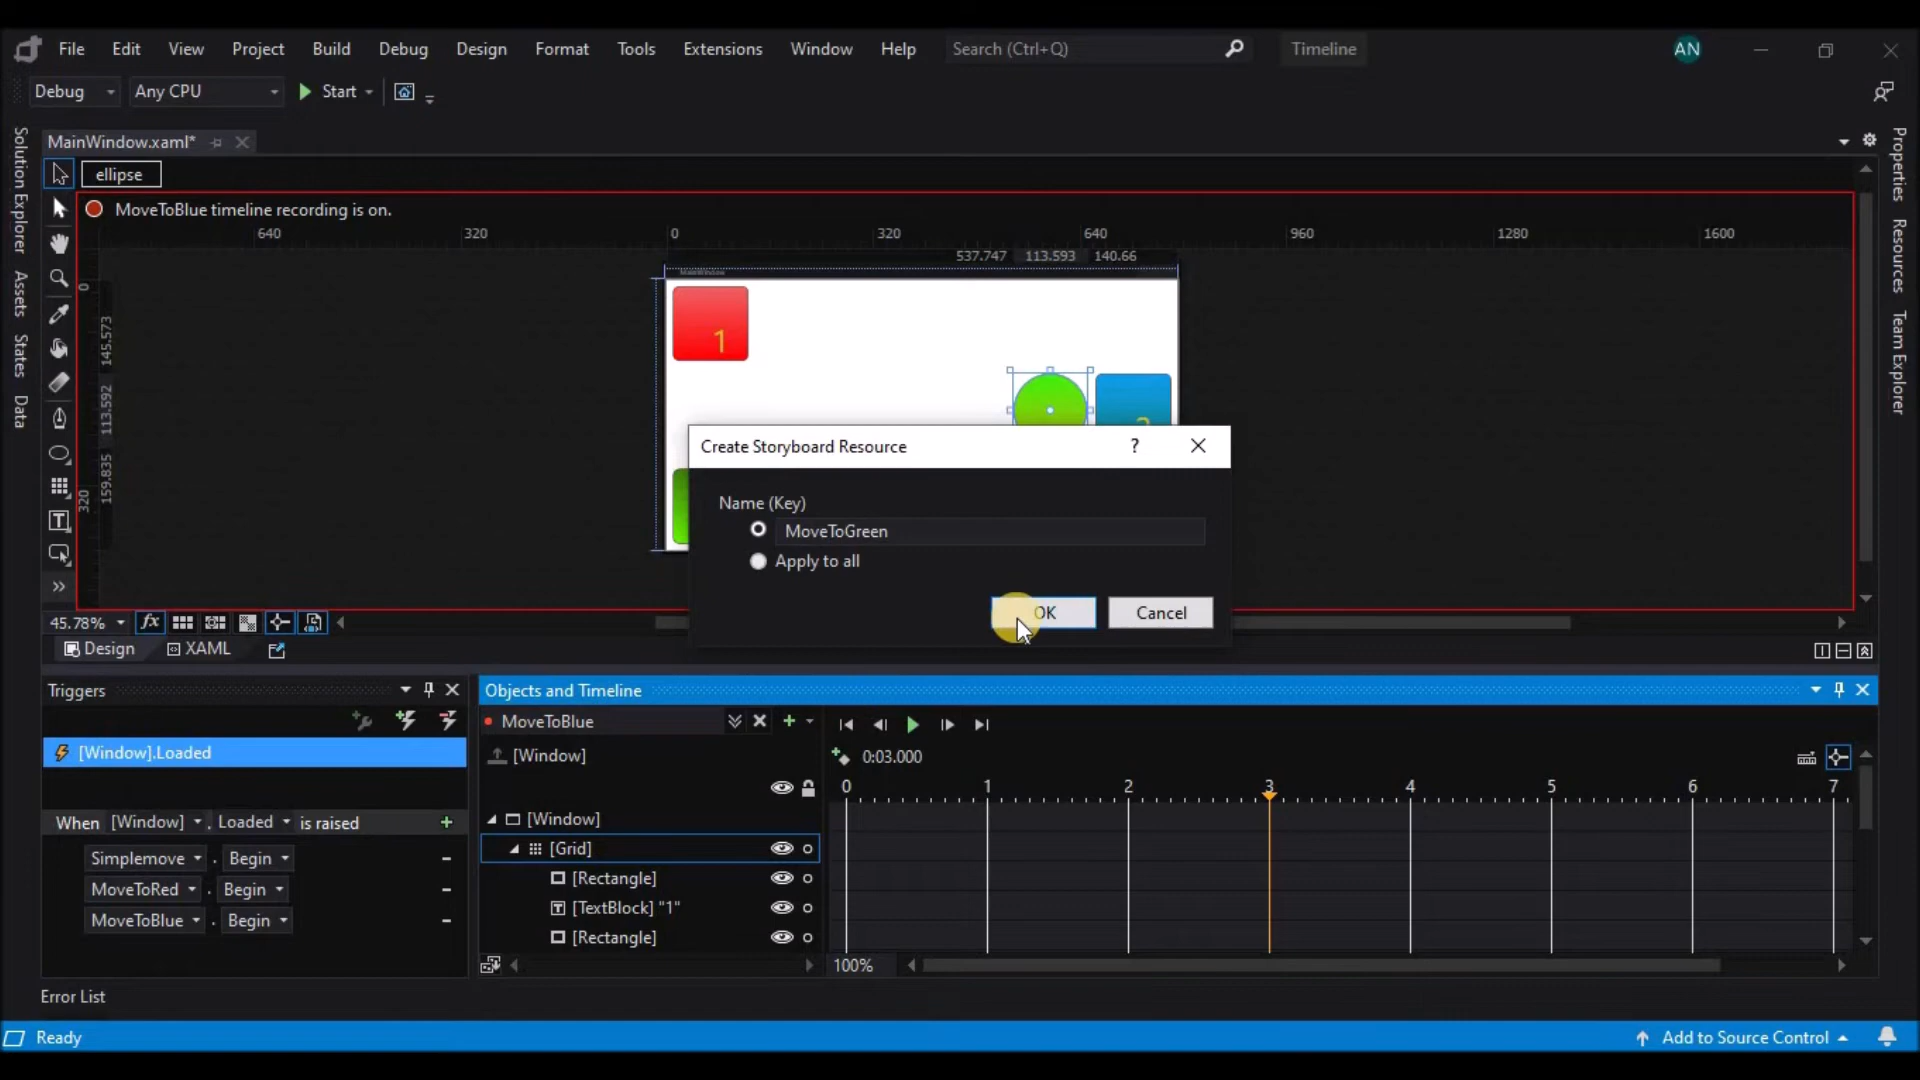 File Edit View Project Build Debug Design Format Tools Extensions Window Help Search (Ctrl+Q) Timeline AN
Debug Any CPU Start
MainWindow.xaml*
ellipse
MoveToBlue timeline recording is on.
640 320 0 320 640 960 1280 1600
537.747 113.593 140.66
MainWindow
0
145.573
113.592
159.835
320
1
Solution Explorer
Assets
States
Data
Properties
Resources
Team Explorer
Create Storyboard Resource ?
Name (Key)
MoveToGreen
Apply to all
OK Cancel
45.78% fx
Design XAML
Triggers
[Window].Loaded
When [Window] . Loaded is raised
Simplemove . Begin
MoveToRed . Begin
MoveToBlue . Begin
Objects and Timeline
MoveToBlue
[Window] 0:03.000
0 1 2 3 4 5 6 7
[Window]
[Grid]
[Rectangle]
[TextBlock] "1"
[Rectangle]
100%
Error List
Ready Add to Source Control